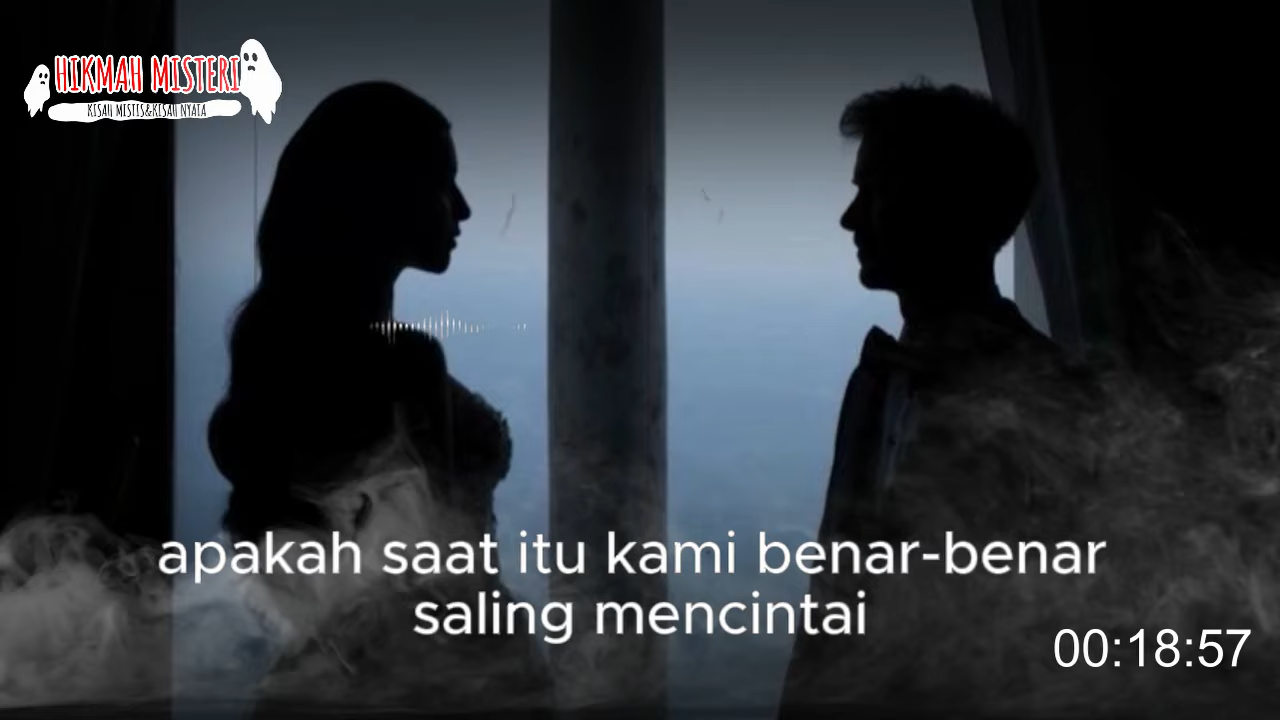 HIKMAH MISTERI
KISAH MISTIS&KISAH NYATA
apakah saat itu kami benar-benar
saling mencintai
00:18:57